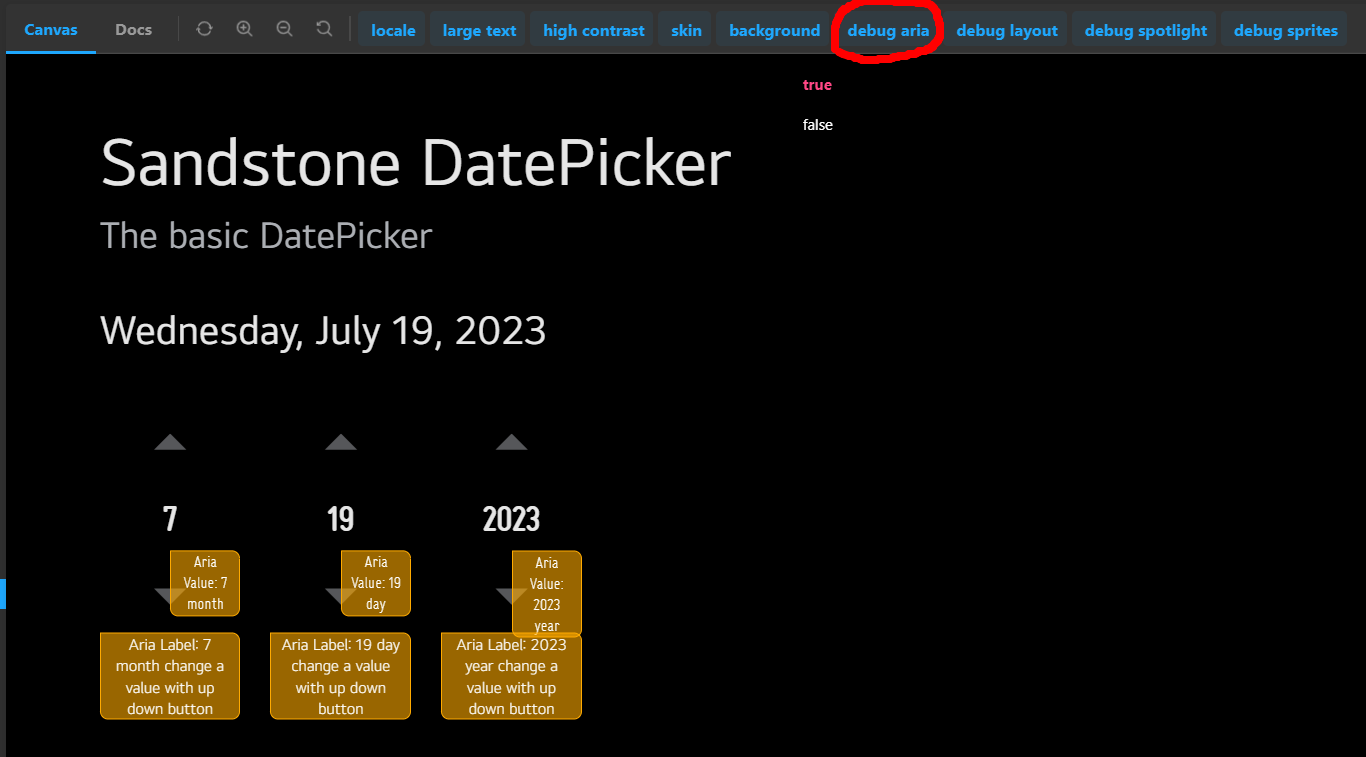 Canvas Docs locale large text high contrast skin background debug aria debug layout debug spotlight debug sprites
true
false
Sandstone DatePicker
The basic DatePicker
Wednesday, July 19, 2023
7 19 2023
Aria
Value: 7
month
Aria
Value: 19
day
Aria
Value:
2023
year
Aria Label: 7
month change a
value with up
down button
Aria Label: 19 day
change a value
with up down
button
Aria Label: 2023
year change a
value with up
down button